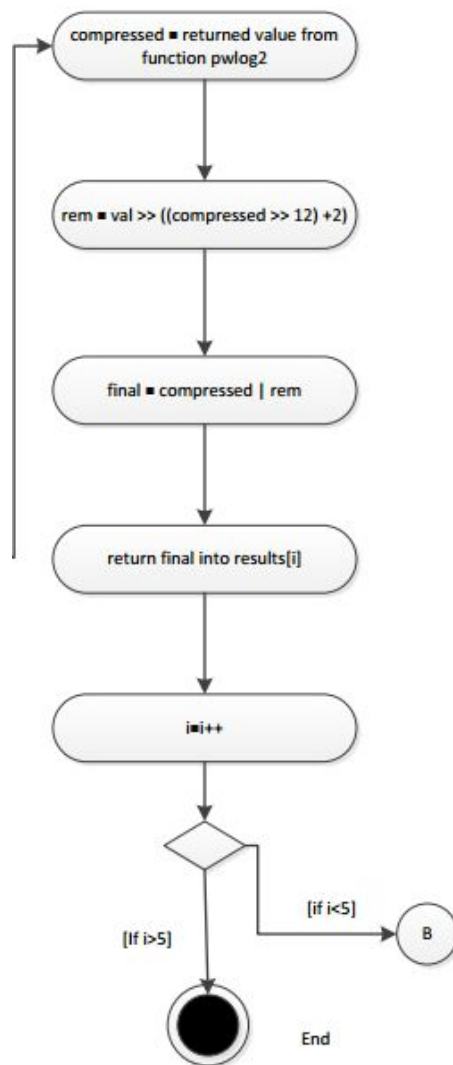 compressed ■ returned value from
function pwlog2
rem ■ val >> ((compressed >> 12) +2)
final ■ compressed | rem
return final into results[i]
i■i++
[if i<5]
B
[If i>5]
End